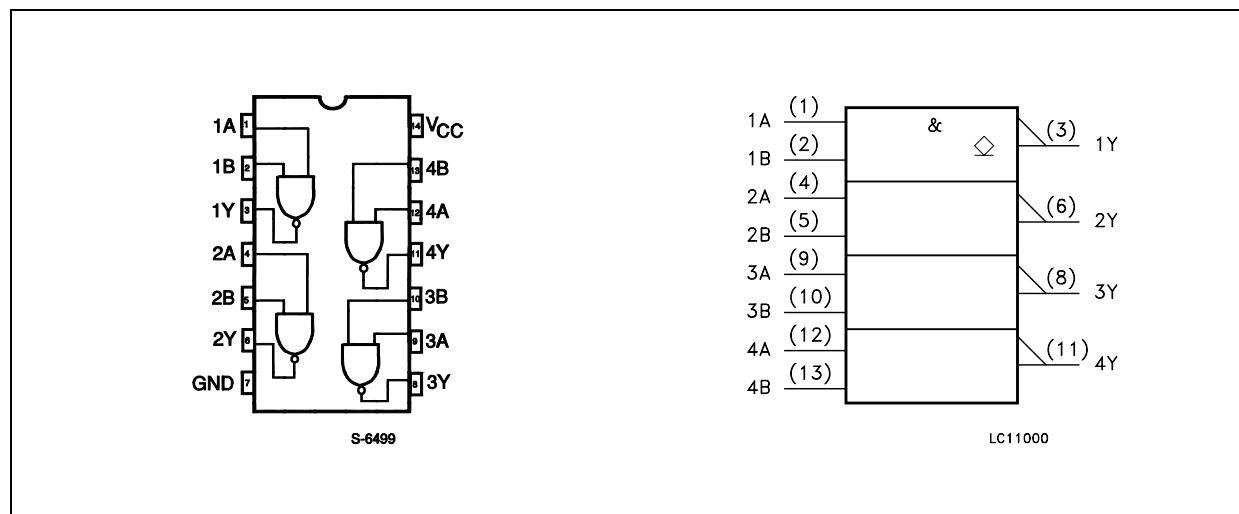 1A 1 14 VCC
1B 2 13 4B
1Y 3 12 4A
2A 4 11 4Y
2B 5 10 3B
2Y 6 9 3A
GND 7 8 3Y
S-6499
1A (1)
1B (2)
2A (4)
2B (5)
3A (9)
3B (10)
4A (12)
4B (13)
&
(3) 1Y
(6) 2Y
(8) 3Y
(11) 4Y
LC11000